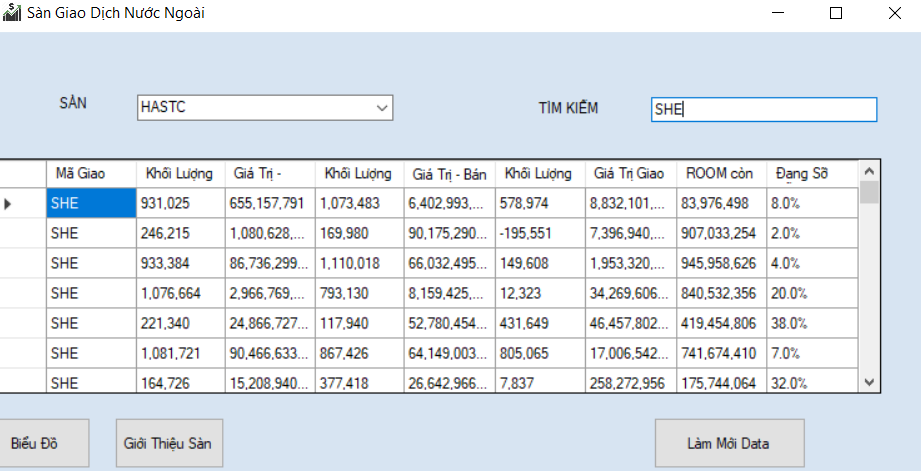 Sàn Giao Dịch Nước Ngoài
SÀN HASTC TÌM KIẾM SHE
Mã Giao Khối Lượng Giá Trị - Khối Lượng Giá Trị - Bán Khối Lượng Giá Trị Giao ROOM còn Đang Sở
SHE 931,025 655,157,791 1,073,483 6,402,993,... 578,974 8,832,101,... 83,976,498 8.0%
SHE 246,215 1,080,628,... 169,980 90,175,290... -195,551 7,396,940,... 907,033,254 2.0%
SHE 933,384 86,736,299... 1,110,018 66,032,495... 149,608 1,953,320,... 945,958,626 4.0%
SHE 1,076,664 2,966,769,... 793,130 8,159,425,... 12,323 34,269,606... 840,532,356 20.0%
SHE 221,340 24,866,727... 117,940 52,780,454... 431,649 46,457,802... 419,454,806 38.0%
SHE 1,081,721 90,466,633... 867,426 64,149,003... 805,065 17,006,542... 741,674,410 7.0%
SHE 164,726 15,208,940... 377,418 26,642,966... 7,837 258,272,956 175,744,064 32.0%
Biểu Đồ Giới Thiệu Sàn Làm Mới Data